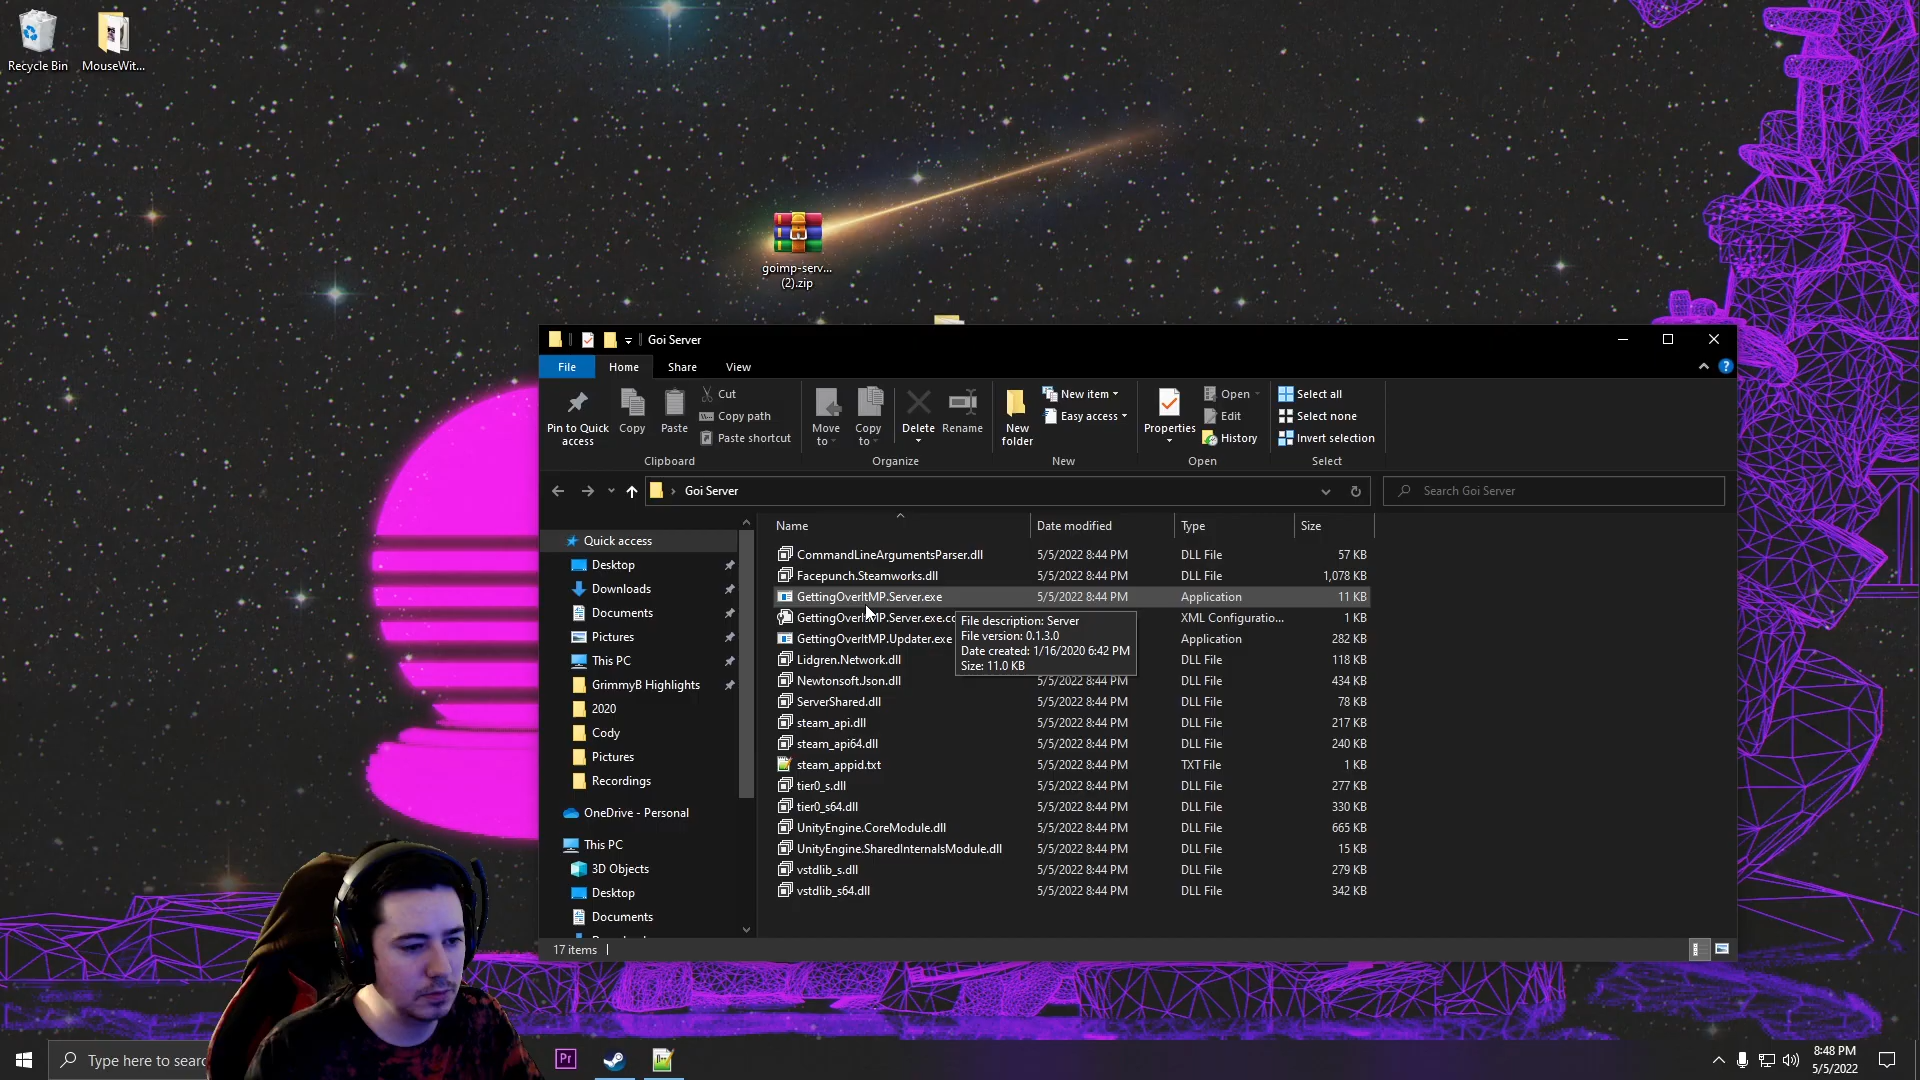 Recycle Bin
MouseWit...
goimp-serv...
(2).zip
Goi Server
File
Home
Share
View
Pin to Quick
access
Copy
Paste
Cut
Copy path
Paste shortcut
Clipboard
Move
to
Copy
to
Delete
Rename
Organize
New
folder
New item
Easy access
New
Properties
Open
Edit
History
Open
Select all
Select none
Invert selection
Select
Goi Server
Search Goi Server
Quick access
Desktop
Downloads
Documents
Pictures
This PC
GrimmyB Highlights
2020
Cody
Pictures
Recordings
OneDrive - Personal
This PC
3D Objects
Desktop
Documents
Name Date modified Type Size
CommandLineArgumentsParser.dll 5/5/2022 8:44 PM DLL File 57 KB
Facepunch.Steamworks.dll 5/5/2022 8:44 PM DLL File 1,078 KB
GettingOverItMP.Server.exe 5/5/2022 8:44 PM Application 11 KB
GettingOverItMP.Server.exe.co XML Configuratio... 1 KB
GettingOverItMP.Updater.exe Application 282 KB
Lidgren.Network.dll DLL File 118 KB
Newtonsoft.Json.dll 5/5/2022 8:44 PM DLL File 434 KB
ServerShared.dll 5/5/2022 8:44 PM DLL File 78 KB
steam_api.dll 5/5/2022 8:44 PM DLL File 217 KB
steam_api64.dll 5/5/2022 8:44 PM DLL File 240 KB
steam_appid.txt 5/5/2022 8:44 PM TXT File 1 KB
tier0_s.dll 5/5/2022 8:44 PM DLL File 277 KB
tier0_s64.dll 5/5/2022 8:44 PM DLL File 330 KB
UnityEngine.CoreModule.dll 5/5/2022 8:44 PM DLL File 665 KB
UnityEngine.SharedInternalsModule.dll 5/5/2022 8:44 PM DLL File 15 KB
vstdlib_s.dll 5/5/2022 8:44 PM DLL File 279 KB
vstdlib_s64.dll 5/5/2022 8:44 PM DLL File 342 KB
File description: Server
File version: 0.1.3.0
Date created: 1/16/2020 6:42 PM
Size: 11.0 KB
17 items
Type here to searc
Pr
8:48 PM
5/5/2022